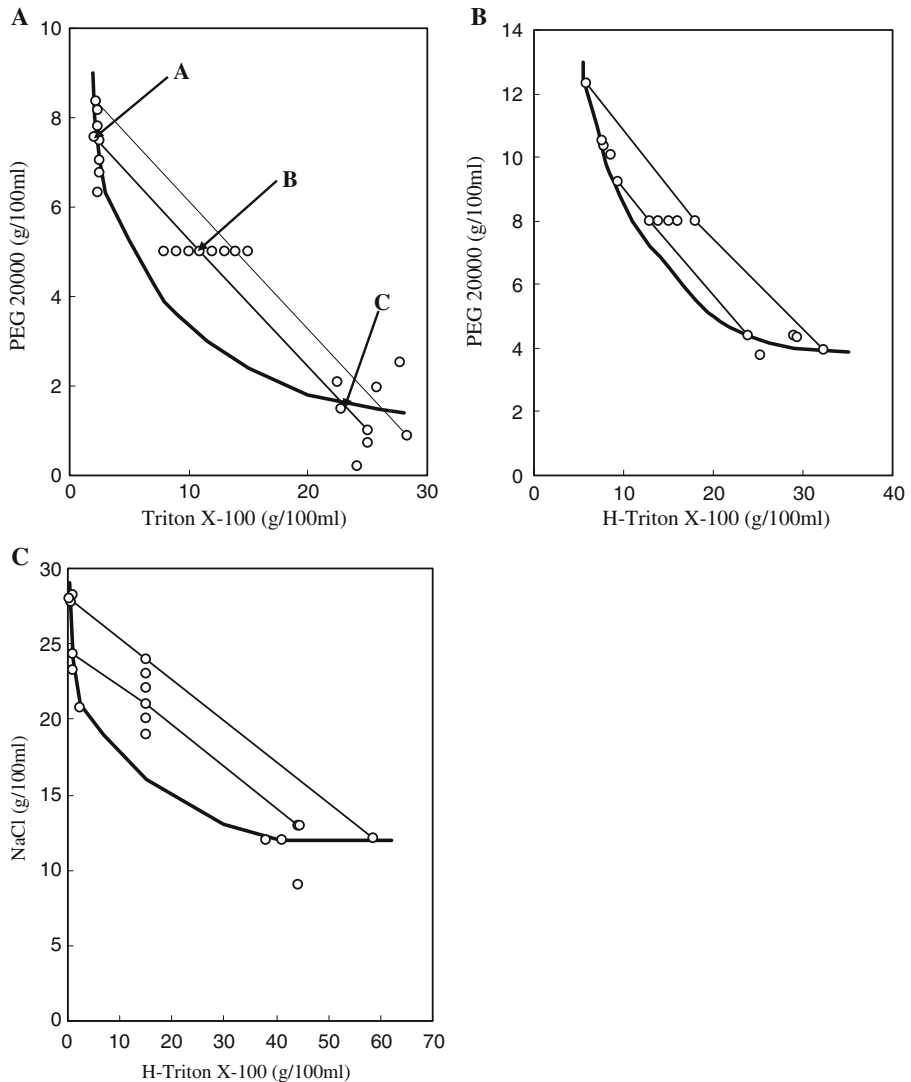 A
10
8
6
4
2
0
PEG 20000 (g/100ml)
A
B
C
0 10 20 30
Triton X-100 (g/100ml)
B
14
12
10
8
6
4
2
0
PEG 20000 (g/100ml)
0 10 20 30 40
H-Triton X-100 (g/100ml)
C
30
25
20
15
10
5
0
NaCl (g/100ml)
0 10 20 30 40 50 60 70
H-Triton X-100 (g/100ml)